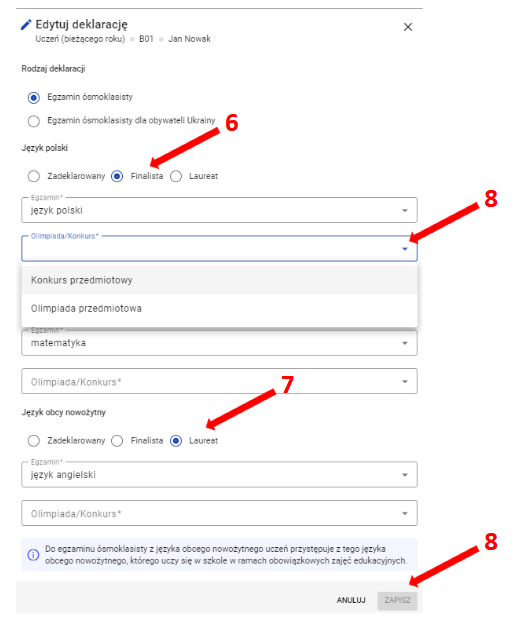 Edytuj deklarację
Uczeń (bieżącego roku) B01 Jan Nowak
Rodzaj deklaracji
Egzamin ósmoklasisty
Egzamin ósmoklasisty dla obywateli Ukrainy
6
Język polski
Zadeklarowany Finalista Laureat
8
Egzamin*
język polski
Olimpiada/Konkurs*
Konkurs przedmiotowy
Olimpiada przedmiotowa
Egzamin*
matematyka
Olimpiada/Konkurs*
7
Język obcy nowożytny
Zadeklarowany Finalista Laureat
Egzamin*
język angielski
Olimpiada/Konkurs*
8
Do egzaminu ósmoklasisty z języka obcego nowożytnego uczeń przystępuje z tego języka
obcego nowożytnego, którego uczy się w szkole w ramach obowiązkowych zajęć edukacyjnych.
ANULUJ ZAPISZ